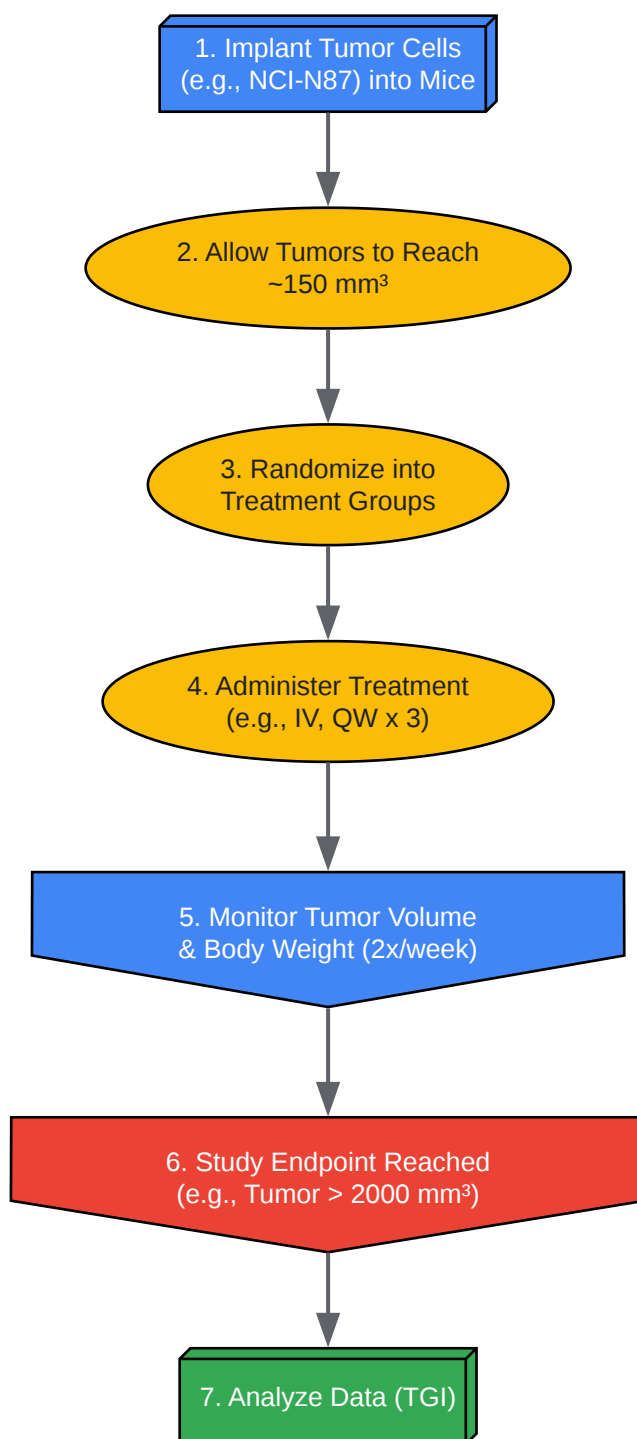 1. Implant Tumor Cells
(e.g., NCI-N87) into Mice
2. Allow Tumors to Reach
~150 mm³
3. Randomize into
Treatment Groups
4. Administer Treatment
(e.g., IV, QW x 3)
5. Monitor Tumor Volume
& Body Weight (2x/week)
6. Study Endpoint Reached
(e.g., Tumor > 2000 mm³)
7. Analyze Data (TGI)